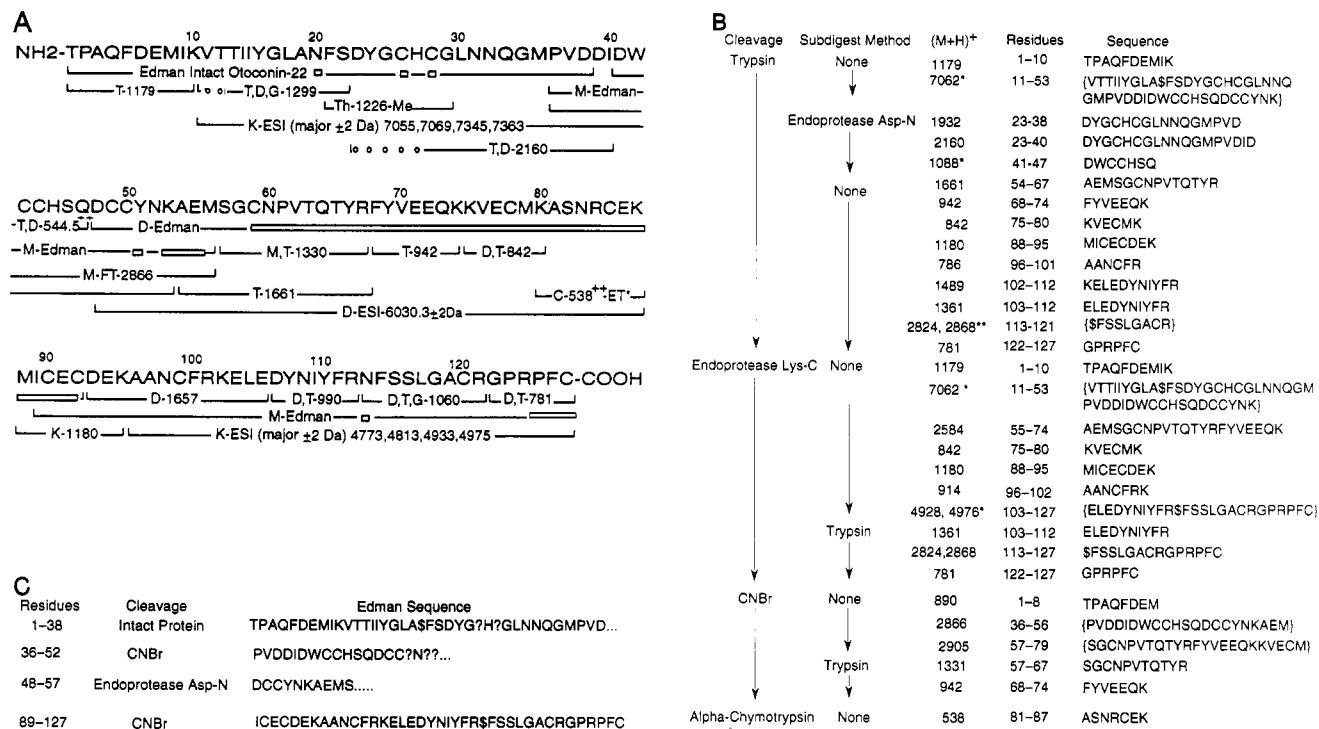 A
10 20 30 40
NH2-TPAQFDEMIKVTTIIYGLANFSDYGCHCGLNNQGMPVDDIDW
Edman Intact Otoconin-22
T-1179 T,D,G-1299 M-Edman
Th-1226-Me
K-ESI (major ±2 Da) 7055,7069,7345,7363
T,D-2160
50 60 70 80
CCHSQDCCYNKAEMSGCNPVTQTYRFYVEEQKKVECMKASNRCEK
T,D-544.5++ D-Edman
M-Edman M,T-1330 T-942 D,T-842
M-FT-2866
T-1661 C-538++-ET*
D-ESI-6030.3±2Da
90 100 110 120
MICECDEKAANCFRKELEDYNIYFRNFSSLGACRGPRPFC-COOH
D-1657 D,T-990 D,T,G-1060 D,T-781
M-Edman
K-1180 K-ESI (major ±2 Da) 4773,4813,4933,4975
B
Cleavage Subdigest Method (M+H)+ Residues Sequence
Trypsin None 1179 1–10 TPAQFDEMIK
7062* 11–53 {VTTIIYGLA$FSDYGCHCGLNNQ
GMPVDDIDWCCHSQDCCYNK}
Endoprotease Asp-N 1932 23-38 DYGCHCGLNNQGMPVD
2160 23-40 DYGCHCGLNNQGMPVDID
1088* 41-47 DWCCHSQ
None 1661 54-67 AEMSGCNPVTQTYR
942 68-74 FYVEEQK
842 75-80 KVECMK
1180 88-95 MICECDEK
786 96-101 AANCFR
1489 102-112 KELEDYNIYFR
1361 103-112 ELEDYNIYFR
2824, 2868** 113-121 {$FSSLGACR}
781 122-127 GPRPFC
Endoprotease Lys-C None 1179 1–10 TPAQFDEMIK
7062 * 11–53 {VTTIIYGLA$FSDYGCHCGLNNQGM
PVDDIDWCCHSQDCCYNK}
2584 55-74 AEMSGCNPVTQTYRFYVEEQK
842 75–80 KVECMK
1180 88–95 MICECDEK
914 96–102 AANCFRK
4928, 4976* 103–127 {ELEDYNIYFR$FSSLGACRGPRPFC}
Trypsin 1361 103–112 ELEDYNIYFR
2824,2868 113–127 $FSSLGACRGPRPFC
781 122–127 GPRPFC
CNBr None 890 1–8 TPAQFDEM
2866 36–56 {PVDDIDWCCHSQDCCYNKAEM}
2905 57–79 {SGCNPVTQTYRFYVEEQKKVECM}
Trypsin 1331 57–67 SGCNPVTQTYR
942 68–74 FYVEEQK
Alpha-Chymotrypsin None 538 81–87 ASNRCEK
C
Residues Cleavage Edman Sequence
1–38 Intact Protein TPAQFDEMIKVTTIIYGLA$FSDYG?H?GLNNQGMPVD...
36–52 CNBr PVDDIDWCCHSQDCC?N??...
48–57 Endoprotease Asp-N DCCYNKAEMS.....
89–127 CNBr ICECDEKAANCFRKELEDYNIYFR$FSSLGACRGPRPFC